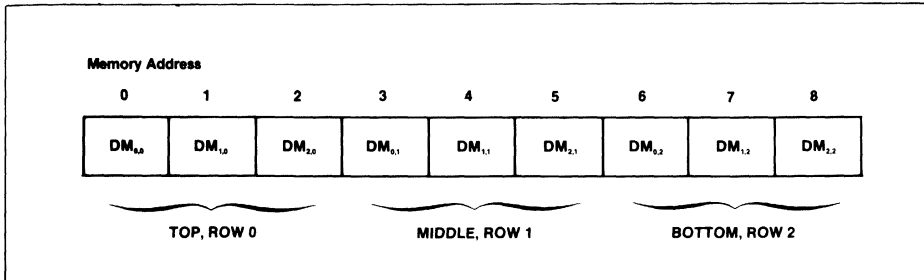 Memory Address
0 1 2 3 4 5 6 7 8
DM0,0 DM1,0 DM2,0 DM0,1 DM1,1 DM2,1 DM0,2 DM1,2 DM2,2
TOP, ROW 0 MIDDLE, ROW 1 BOTTOM, ROW 2